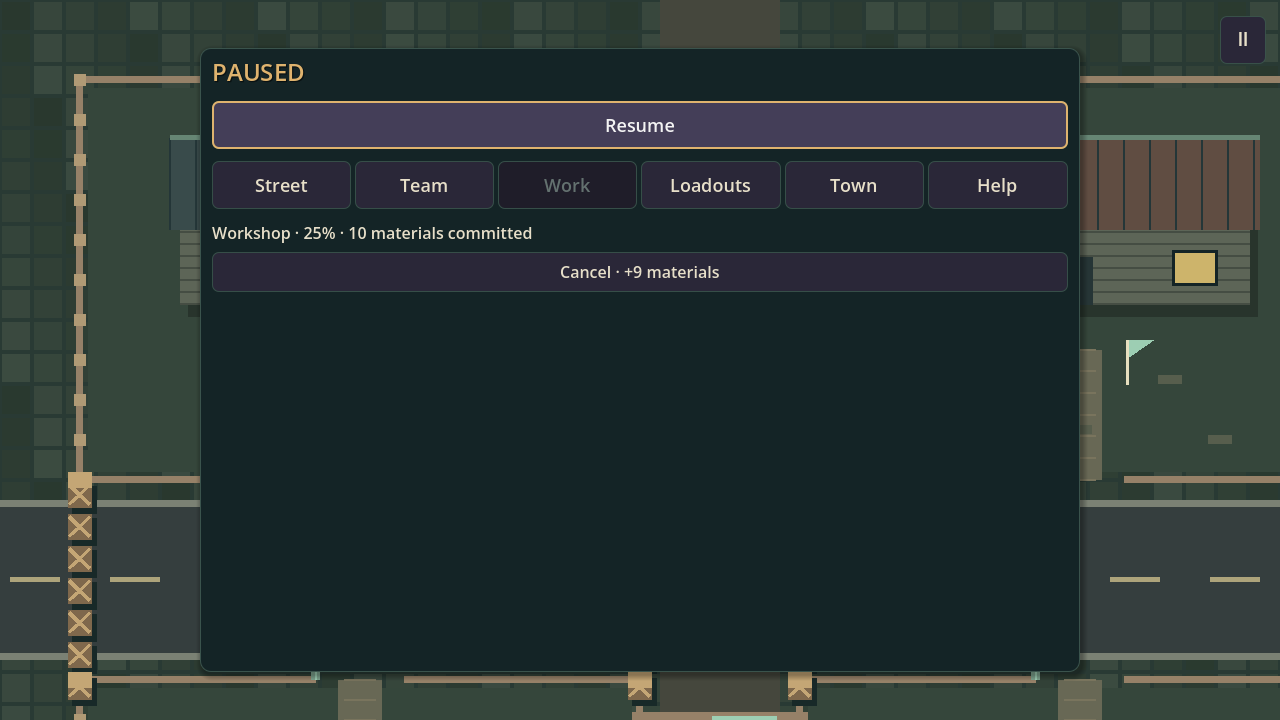 PAUSED
Resume
Street Team Work Loadouts Town Help
Workshop · 25% · 10 materials committed
Cancel · +9 materials